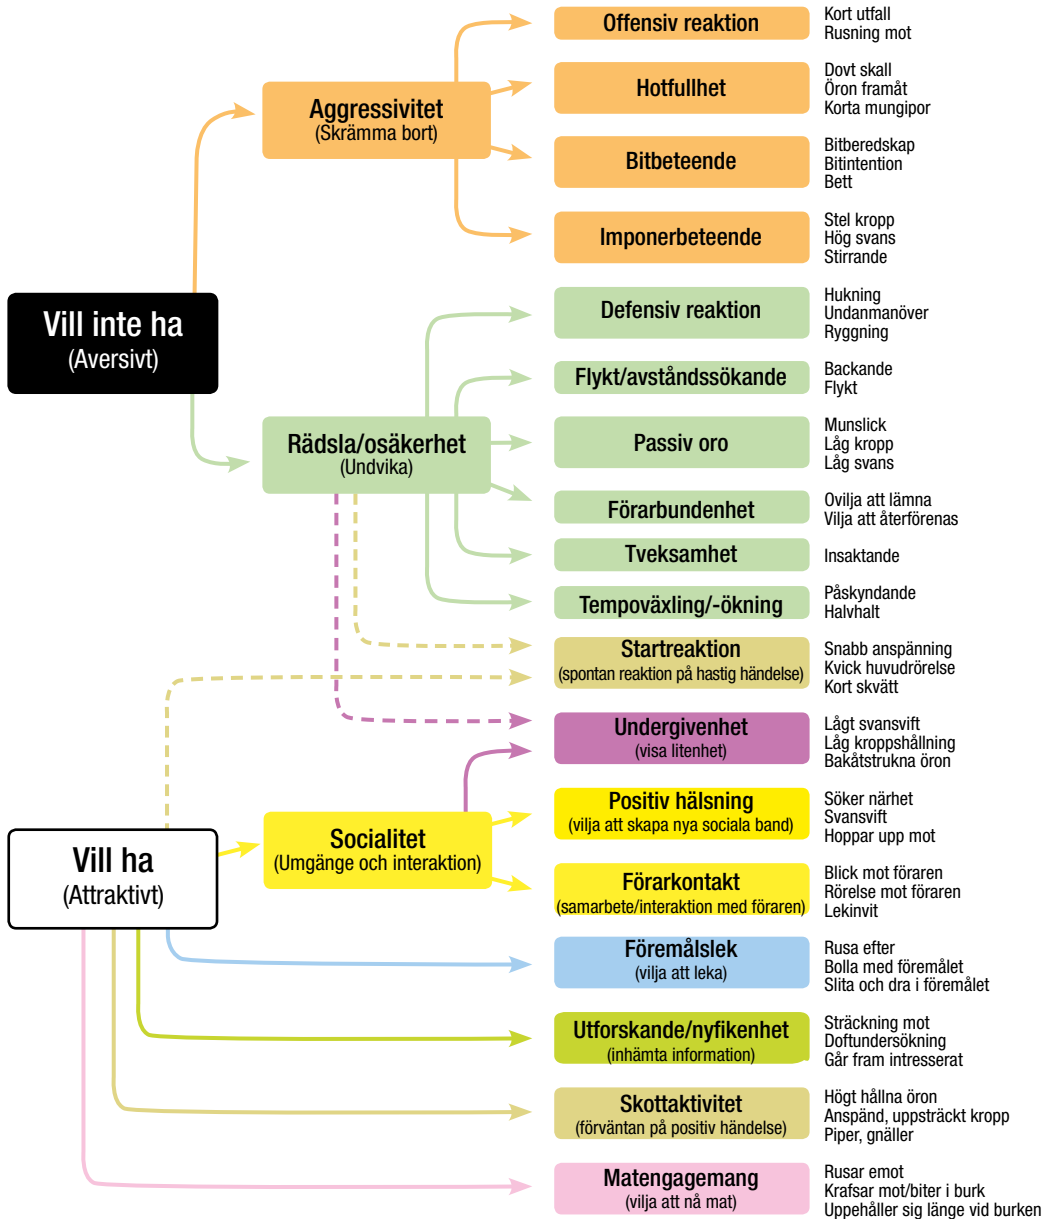 Offensiv reaktion
Kort utfall
Rusning mot
Aggressivitet
(Skrämma bort)
Hotfullhet
Dovt skall
Öron framåt
Korta mungipor
Bitbeteende
Bitberedskap
Bitintention
Bett
Imponerbeteende
Stel kropp
Hög svans
Stirrande
Vill inte ha
(Aversivt)
Defensiv reaktion
Hukning
Undanmanöver
Ryggning
Flykt/avståndssökande
Backande
Flykt
Rädsla/osäkerhet
(Undvika)
Passiv oro
Munslick
Låg kropp
Låg svans
Förarbundenhet
Ovilja att lämna
Vilja att återförenas
Tveksamhet
Insaktande
Tempoväxling/-ökning
Påskyndande
Halvhalt
Startreaktion
(spontan reaktion på hastig händelse)
Snabb anspänning
Kvick huvudrörelse
Kort skvätt
Undergivenhet
(visa litenhet)
Lågt svansvift
Låg kroppshållning
Bakåtstrukna öron
Vill ha
(Attraktivt)
Socialitet
(Umgänge och interaktion)
Positiv hälsning
(vilja att skapa nya sociala band)
Söker närhet
Svansvift
Hoppar upp mot
Förarkontakt
(samarbete/interaktion med föraren)
Blick mot föraren
Rörelse mot föraren
Lekinvit
Föremålslek
(vilja att leka)
Rusa efter
Bolla med föremålet
Slita och dra i föremålet
Utforskande/nyfikenhet
(inhämta information)
Sträckning mot
Doftundersökning
Går fram intresserat
Skottaktivitet
(förväntan på positiv händelse)
Högt hållna öron
Anspänd, uppsträckt kropp
Piper, gnäller
Matengagemang
(vilja att nå mat)
Rusar emot
Krafsar mot/biter i burk
Uppehåller sig länge vid burken